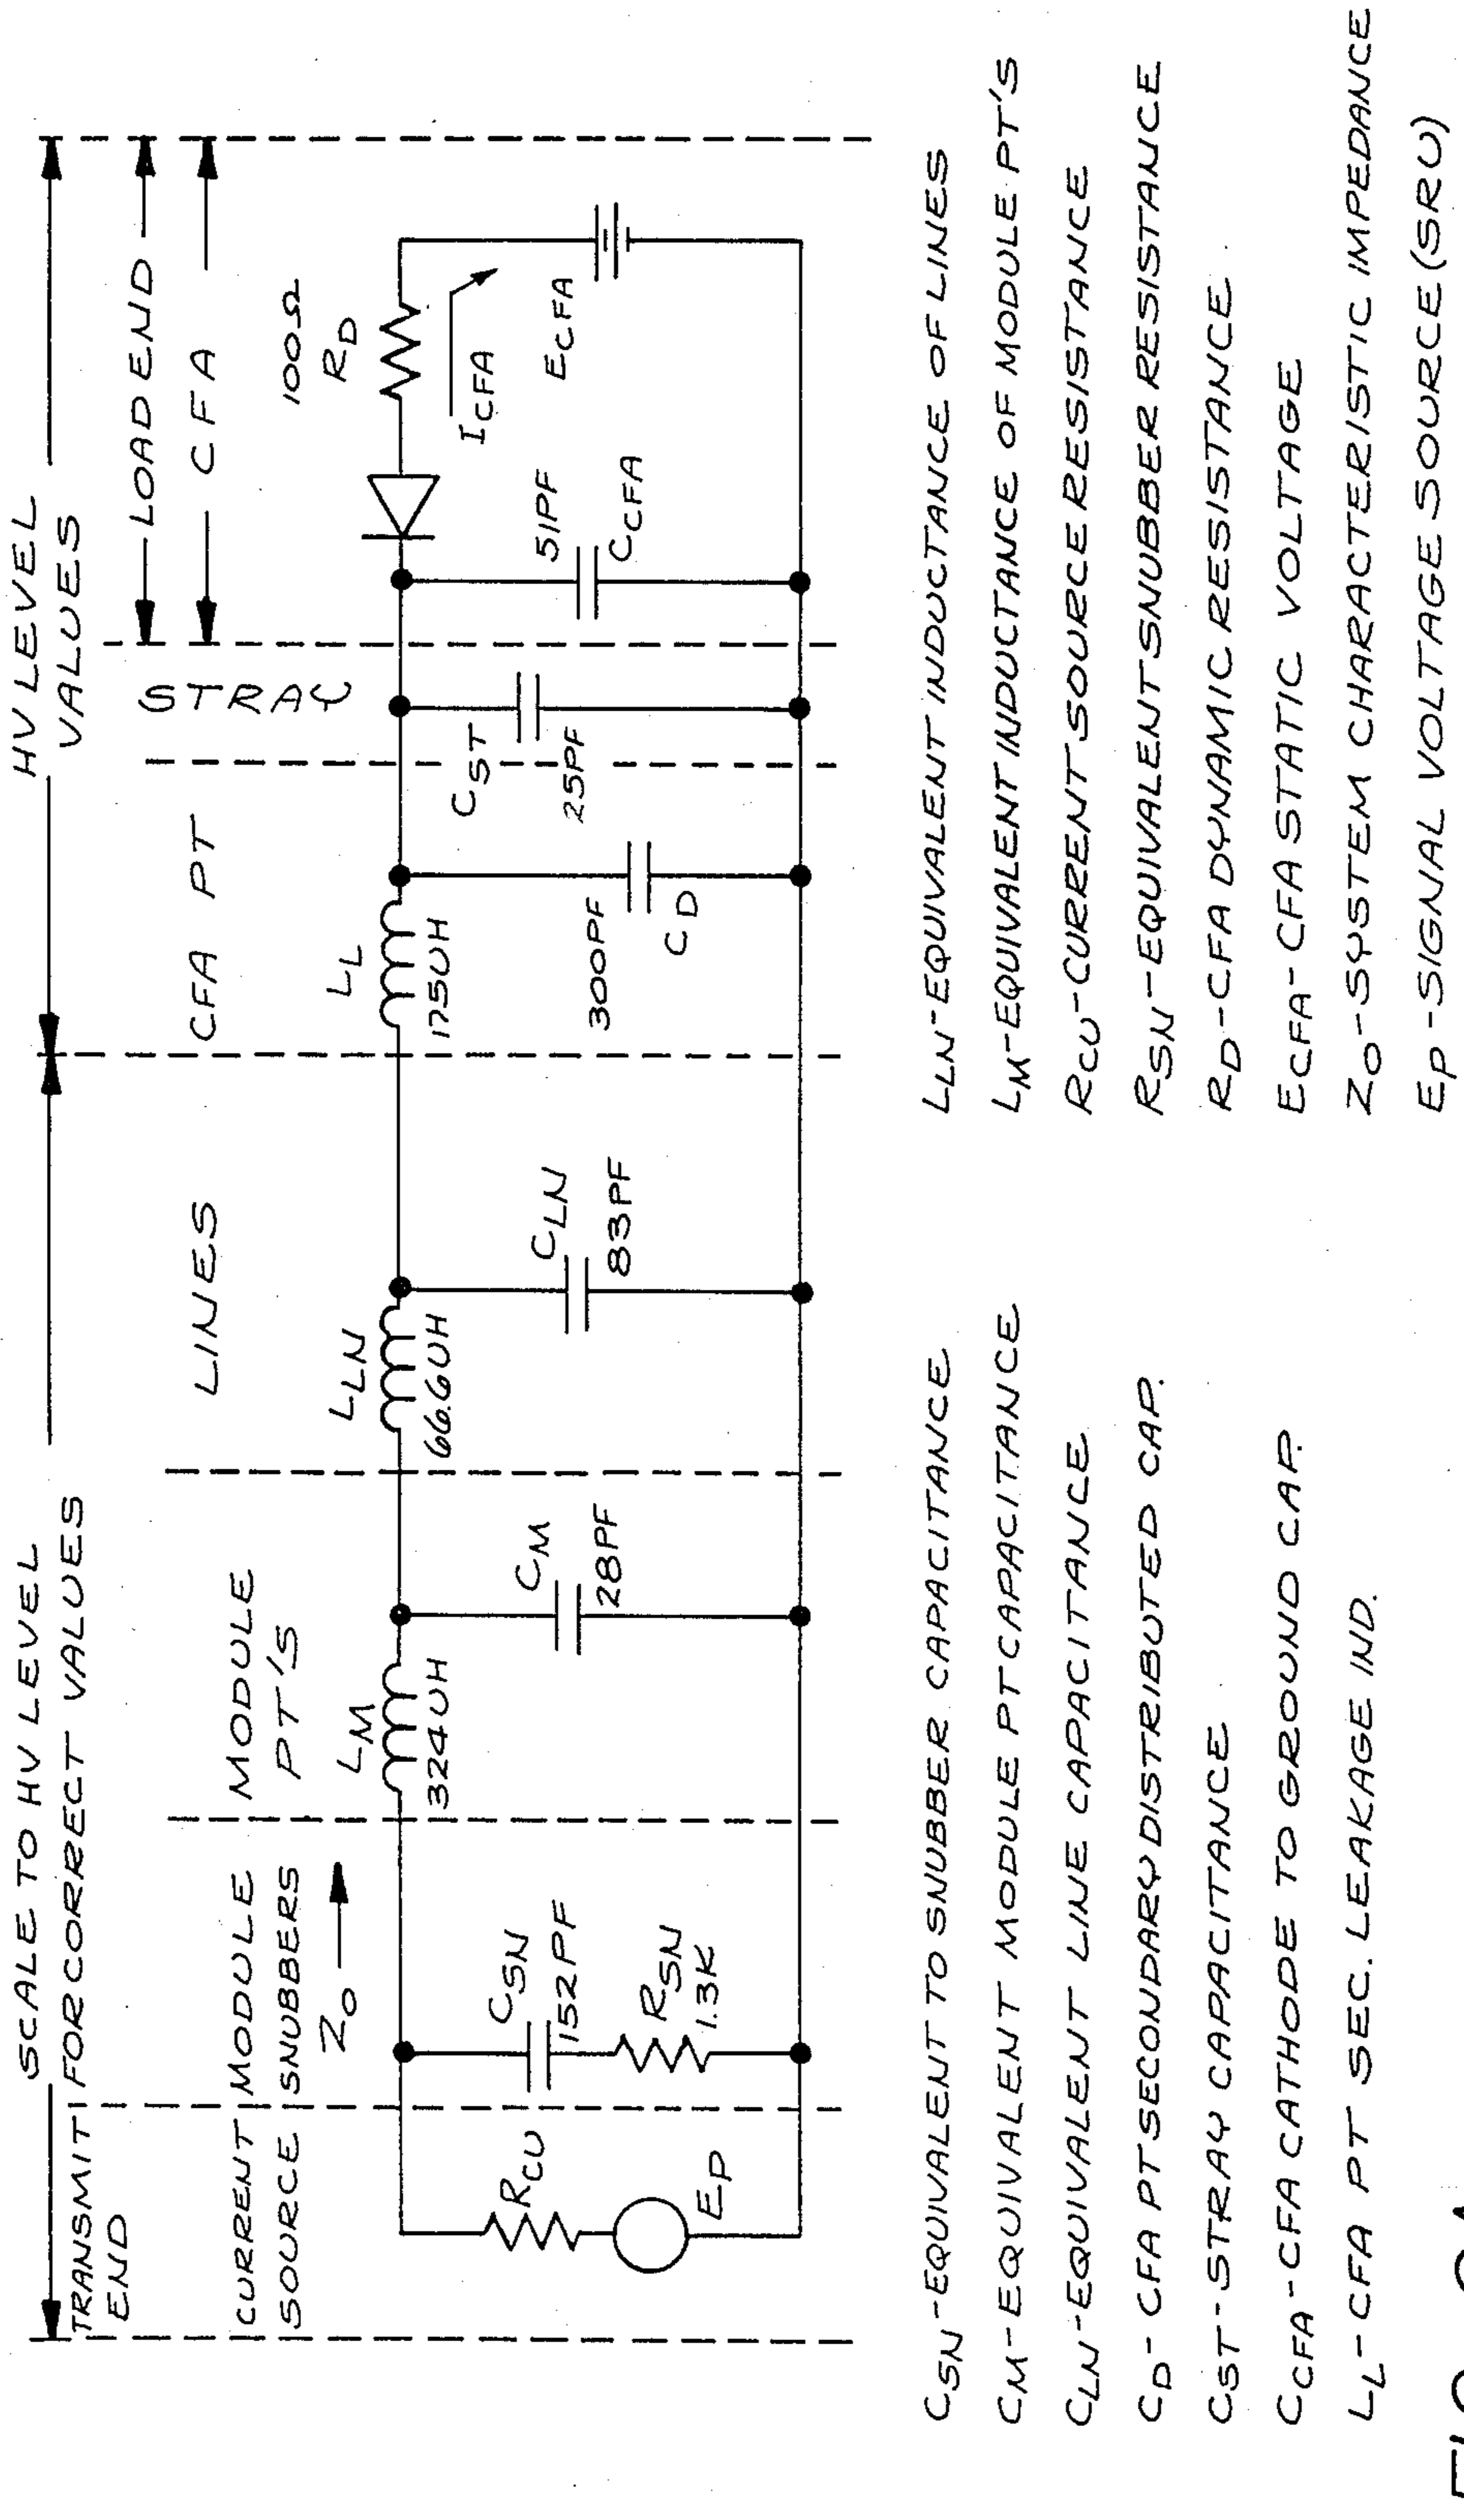 SCALE TO HV LEVEL
FOR CORRECT VALUES
HV LEVEL
VALUES
TRANSMIT
END
LOAD END
CURRENT
SOURCE
MODULE
SNUBBERS
MODULE
PT'S
LINES
CFA PT
STRAY
CFA
ZO
RCU
EP
CSN
152PF
RSN
1.3K
LM
324UH
CM
28PF
LLN
66.6UH
CLN
83PF
LL
175UH
300PF
CD
CST
25PF
51PF
CCFA
100Ω
RD
ICFA
ECFA
CSN-EQUIVALENT TO SNUBBER CAPACITANCE
CM-EQUIVALENT MODULE PT CAPACITANCE
CLN-EQUIVALENT LINE CAPACITANCE
CD-CFA PT SECONDARY DISTRIBUTED CAP.
CST-STRAY CAPACITANCE
CCFA-CFA CATHODE TO GROUND CAP.
LL-CFA PT SEC. LEAKAGE IND.
LLN-EQUIVALENT INDUCTANCE OF LINES
LM-EQUIVALENT INDUCTANCE OF MODULE PT'S
RCU-CURRENT SOURCE RESISTANCE
RSN-EQUIVALENT SNUBBER RESISTANCE
RD-CFA DYNAMIC RESISTANCE
ECFA-CFA STATIC VOLTAGE
ZO-SYSTEM CHARACTERISTIC IMPEDANCE
EP-SIGNAL VOLTAGE SOURCE (SRU)